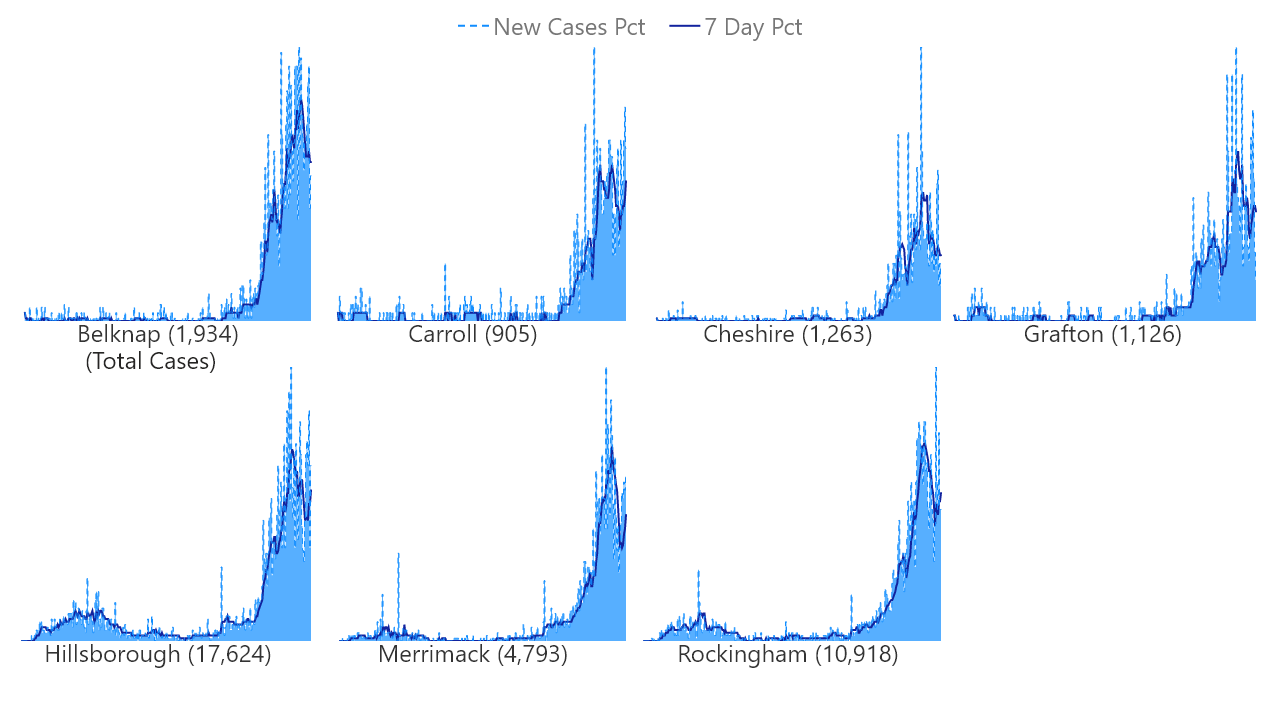 New Cases Pct 7 Day Pct
Belknap (1,934) Carroll (905) Cheshire (1,263) Grafton (1,126)
(Total Cases)
Hillsborough (17,624) Merrimack (4,793) Rockingham (10,918)